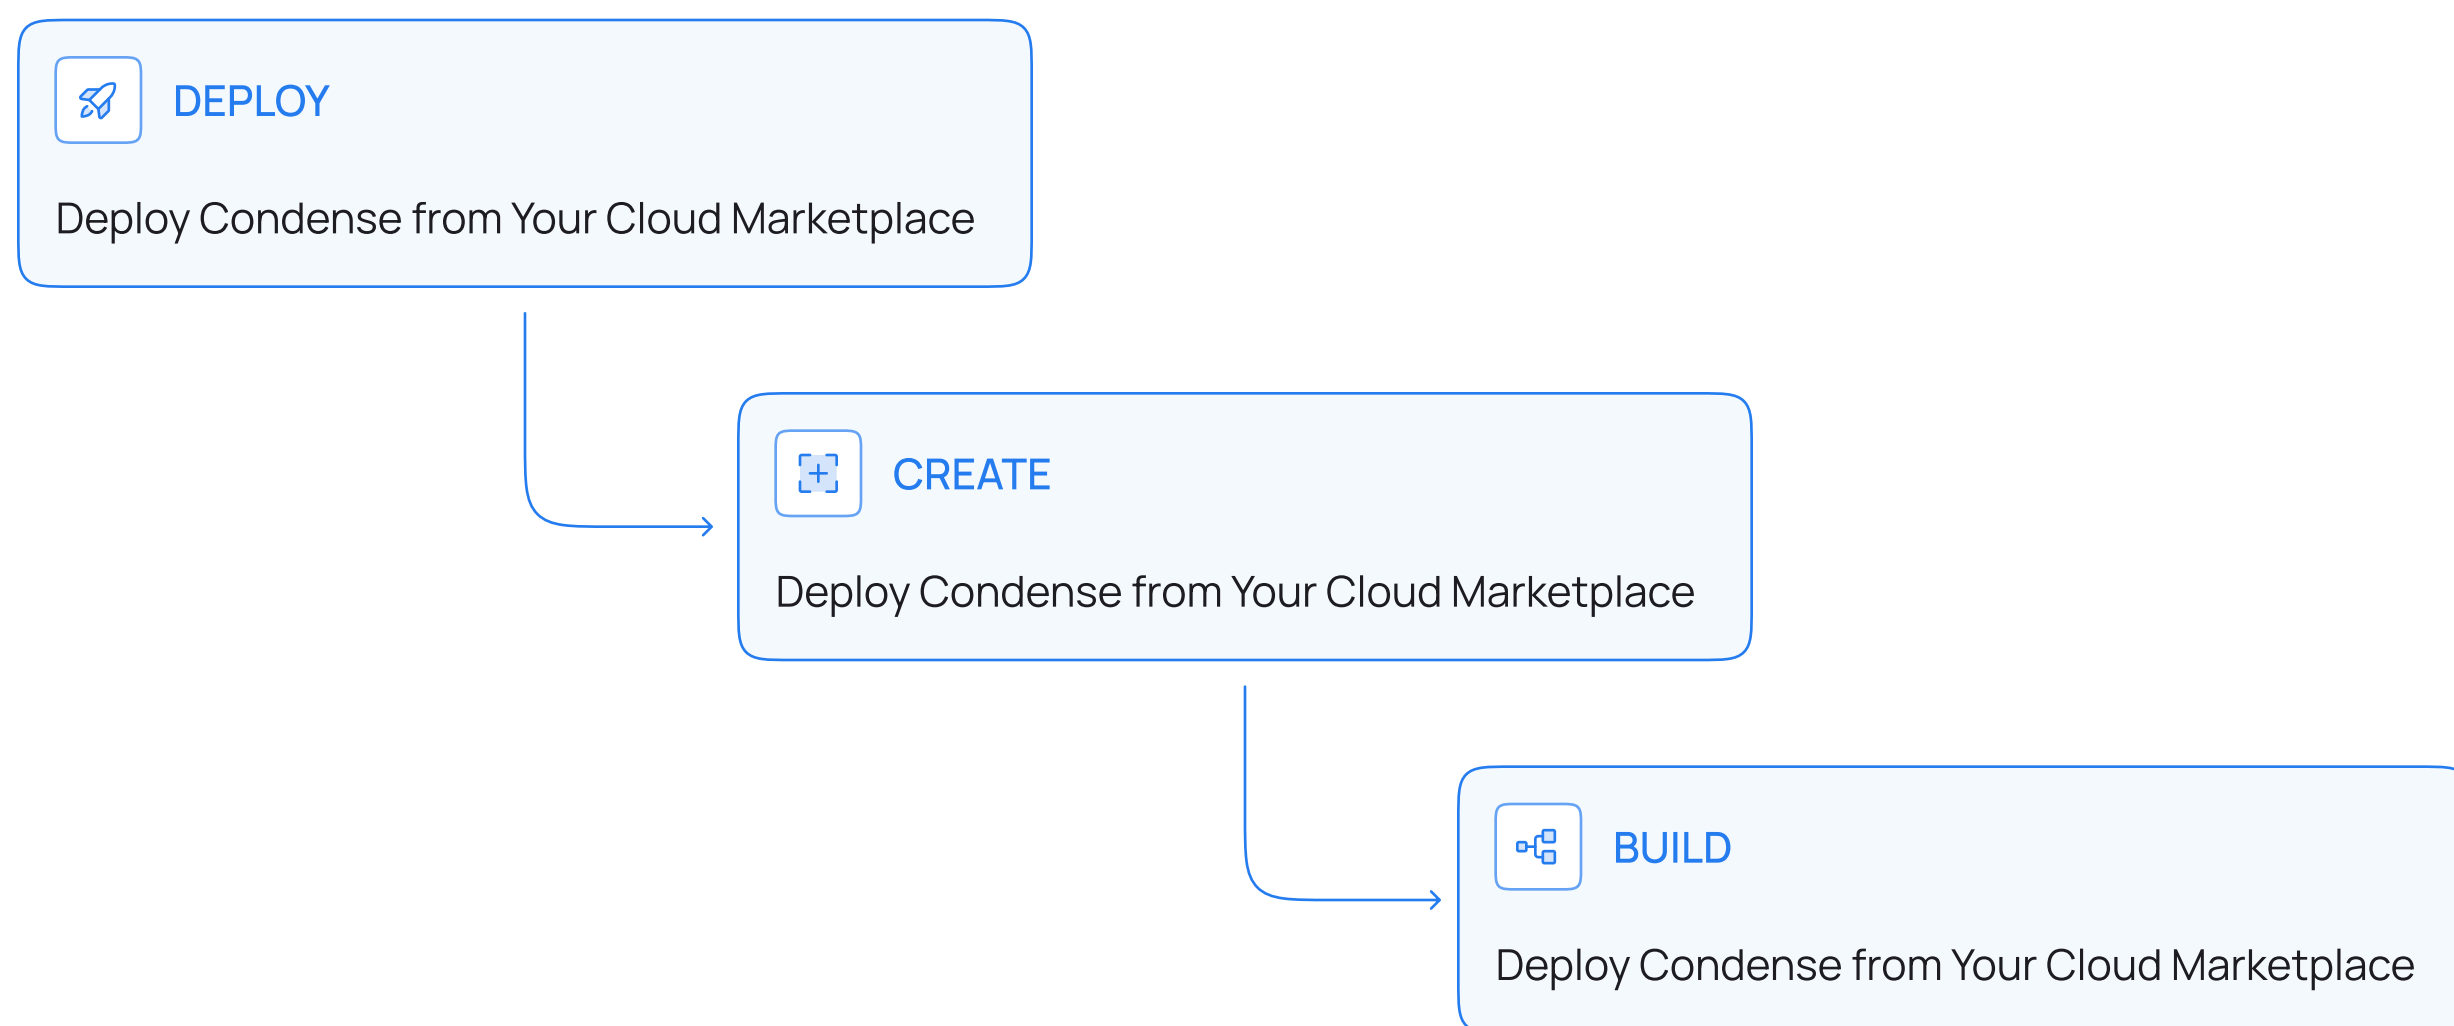 DEPLOY
Deploy Condense from Your Cloud Marketplace
CREATE
Deploy Condense from Your Cloud Marketplace
BUILD
Deploy Condense from Your Cloud Marketplace